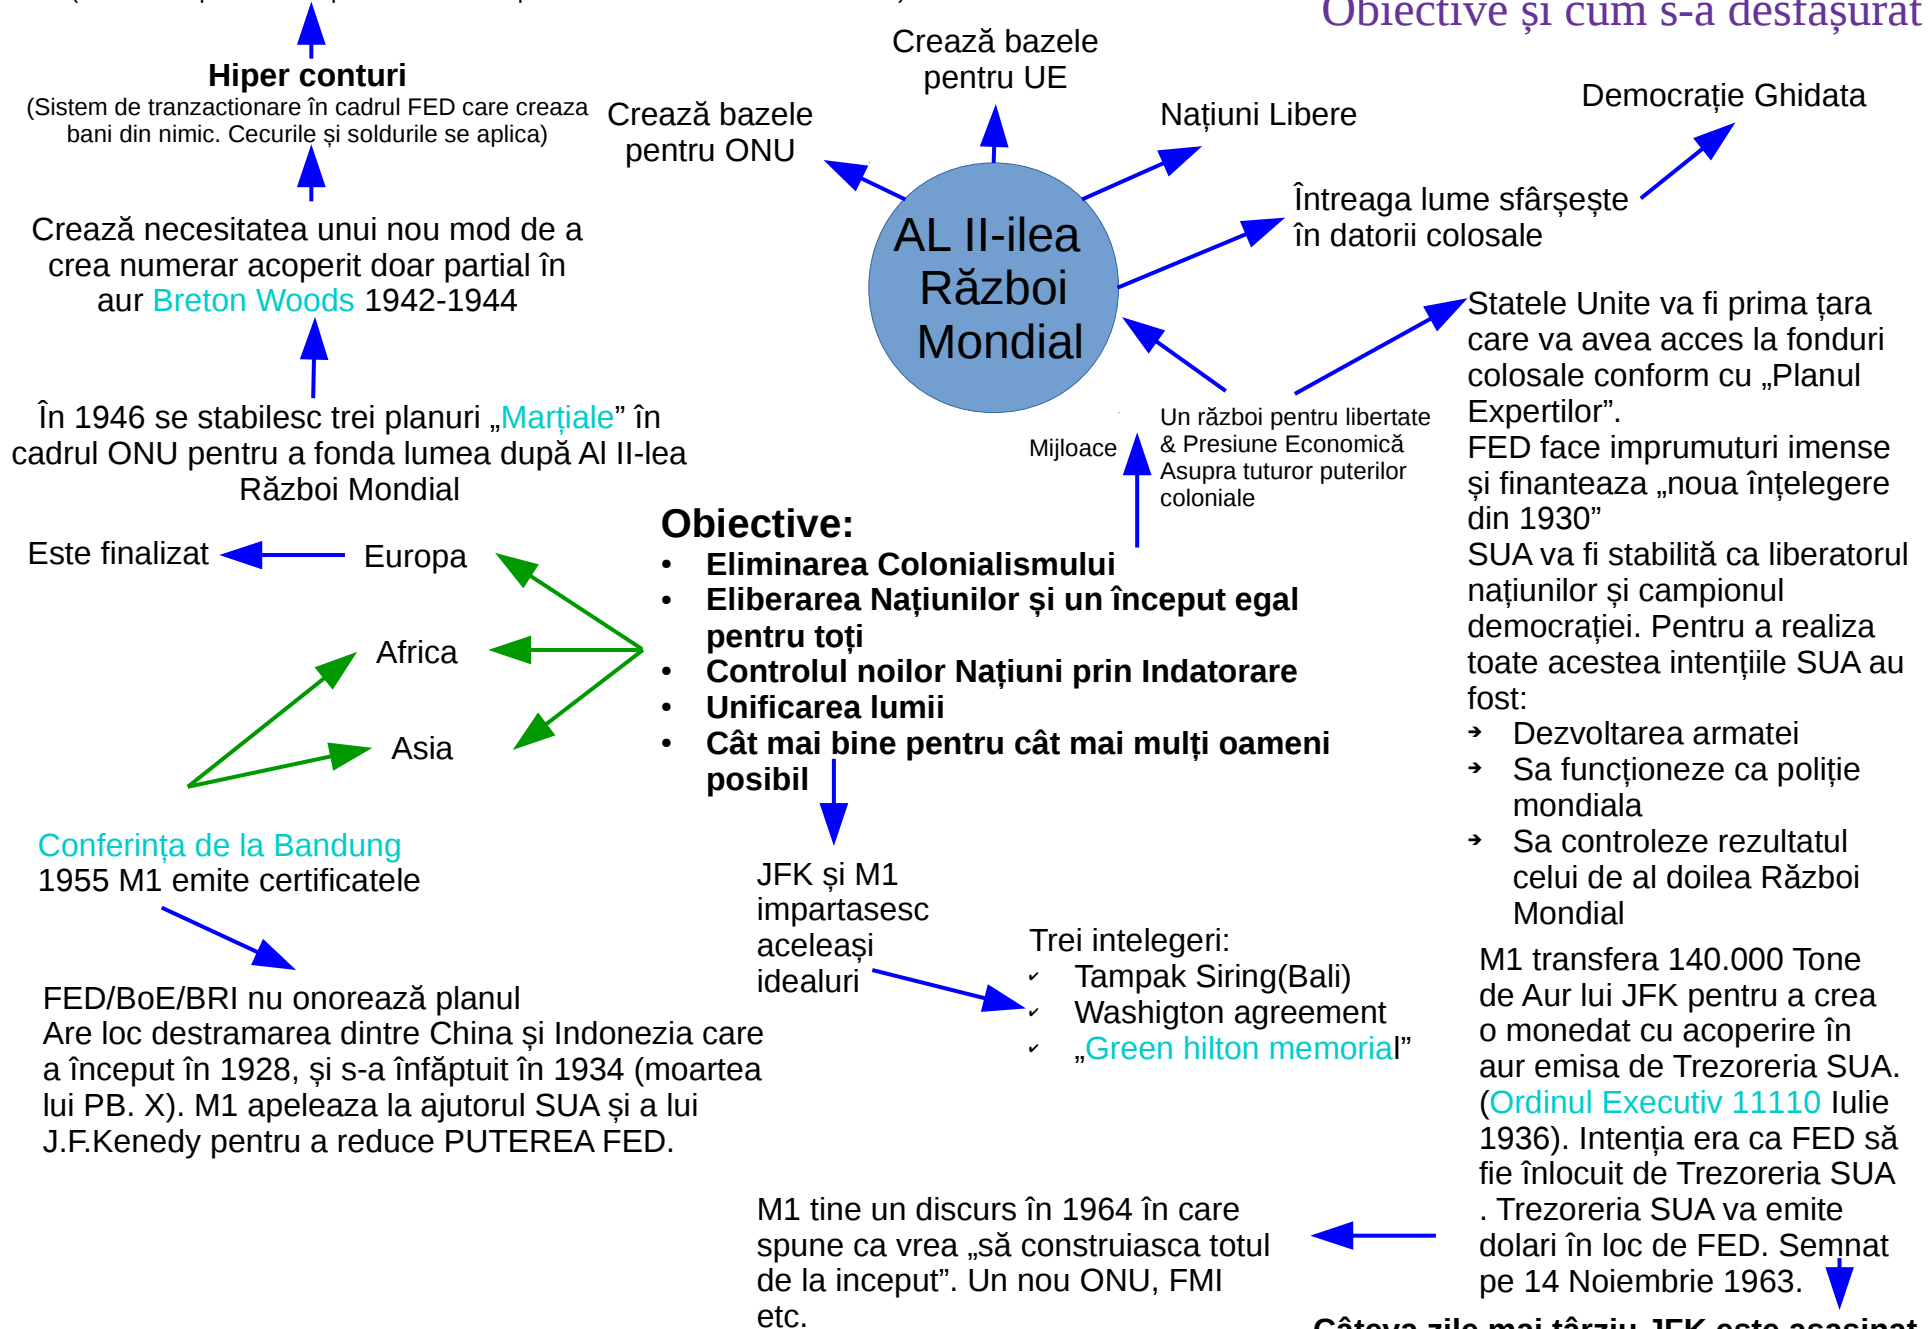 Obiective și cum s-a desfășurat
Hiper conturi
(Sistem de tranzactionare în cadrul FED care creaza
bani din nimic. Cecurile și soldurile se aplica)
Crează necesitatea unui nou mod de a
crea numerar acoperit doar partial în
aur Breton Woods 1942-1944
În 1946 se stabilesc trei planuri „Marțiale” în
cadrul ONU pentru a fonda lumea după Al II-lea
Război Mondial
Este finalizat
Europa
Africa
Asia
Conferința de la Bandung
1955 M1 emite certificatele
FED/BoE/BRI nu onorează planul
Are loc destramarea dintre China și Indonezia care
a început în 1928, și s-a înfăptuit în 1934 (moartea
lui PB. X). M1 apeleaza la ajutorul SUA și a lui
J.F.Kenedy pentru a reduce PUTEREA FED.
Crează bazele
pentru ONU
Crează bazele
pentru UE
Națiuni Libere
Democrație Ghidata
Întreaga lume sfârșește
în datorii colosale
AL II-ilea
Război
Mondial
Mijloace
Un război pentru libertate
& Presiune Economică
Asupra tuturor puterilor
coloniale
Obiective:
• Eliminarea Colonialismului
• Eliberarea Națiunilor și un început egal
pentru toți
• Controlul noilor Națiuni prin Indatorare
• Unificarea lumii
• Cât mai bine pentru cât mai mulți oameni
posibil
JFK și M1
impartasesc
aceleași
idealuri
Trei intelegeri:
✓ Tampak Siring(Bali)
✓ Washigton agreement
✓ „Green hilton memorial”
M1 tine un discurs în 1964 în care
spune ca vrea „să construiasca totul
de la inceput”. Un nou ONU, FMI
etc.
Statele Unite va fi prima țara
care va avea acces la fonduri
colosale conform cu „Planul
Expertilor”.
FED face imprumuturi imense
și finanteaza „noua înțelegere
din 1930”
SUA va fi stabilită ca liberatorul
națiunilor și campionul
democrației. Pentru a realiza
toate acestea intențiile SUA au
fost:
➔ Dezvoltarea armatei
➔ Sa funcționeze ca poliție
mondiala
➔ Sa controleze rezultatul
celui de al doilea Război
Mondial
M1 transfera 140.000 Tone
de Aur lui JFK pentru a crea
o monedat cu acoperire în
aur emisa de Trezoreria SUA.
(Ordinul Executiv 11110 Iulie
1936). Intenția era ca FED să
fie înlocuit de Trezoreria SUA
. Trezoreria SUA va emite
dolari în loc de FED. Semnat
pe 14 Noiembrie 1963.
Câteva zile mai târziu JFK este asasinat